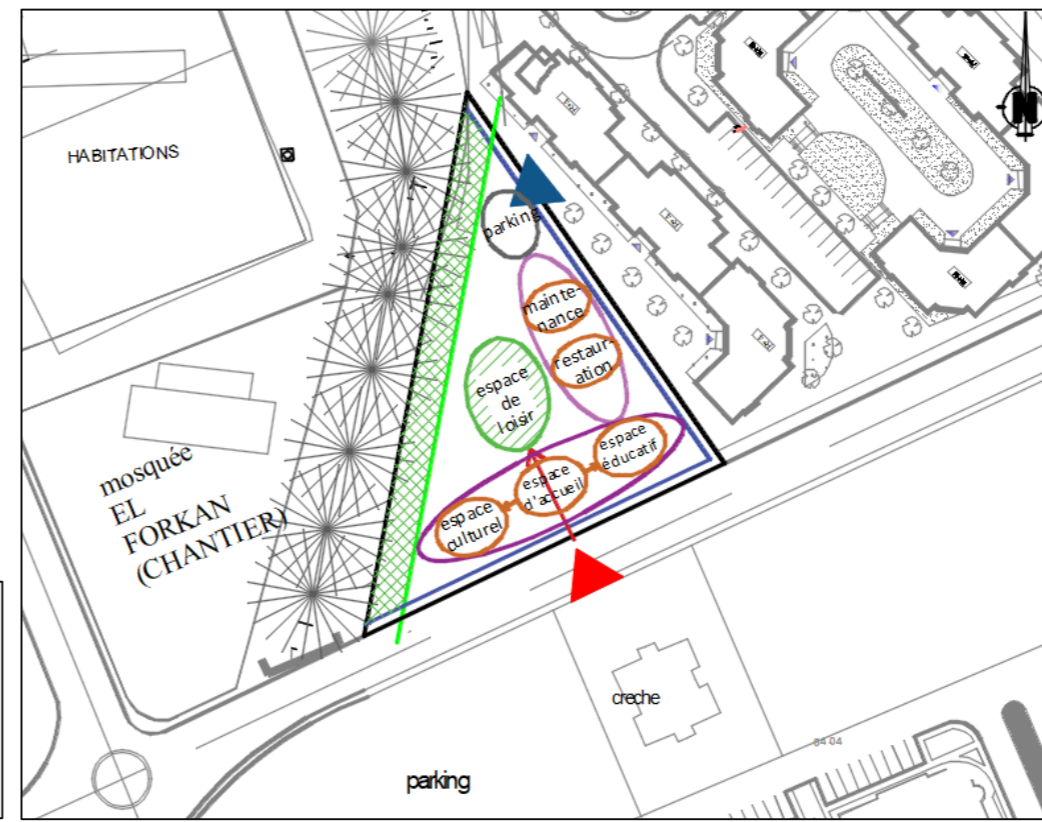 HABITATIONS
N
parking
mainte-
nance
restaur-
ation
espace
de
loisir
espace
éducatif
espace
d'accueil
espace
culturel
mosquée
EL
FORKAN
(CHANTIER)
creche
parking